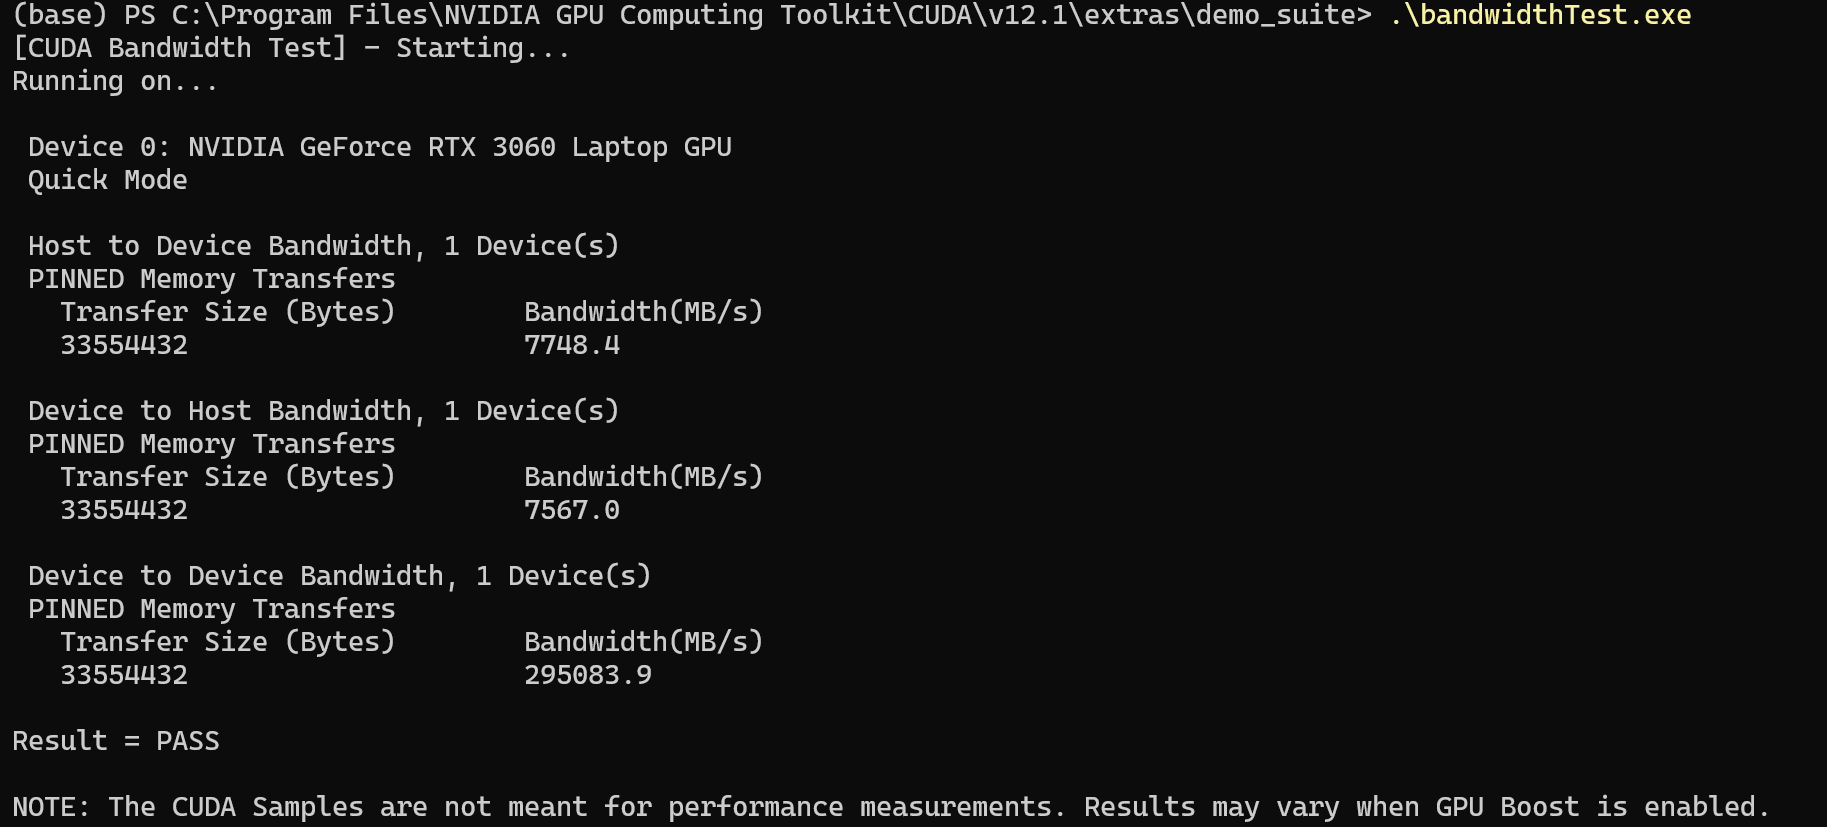 (base) PS C:\Program Files\NVIDIA GPU Computing Toolkit\CUDA\v12.1\extras\demo_suite> .\bandwidthTest.exe
[CUDA Bandwidth Test] - Starting...
Running on...
Device 0: NVIDIA GeForce RTX 3060 Laptop GPU
Quick Mode
Host to Device Bandwidth, 1 Device(s)
PINNED Memory Transfers
Transfer Size (Bytes) Bandwidth(MB/s)
33554432 7748.4
Device to Host Bandwidth, 1 Device(s)
PINNED Memory Transfers
Transfer Size (Bytes) Bandwidth(MB/s)
33554432 7567.0
Device to Device Bandwidth, 1 Device(s)
PINNED Memory Transfers
Transfer Size (Bytes) Bandwidth(MB/s)
33554432 295083.9
Result = PASS
NOTE: The CUDA Samples are not meant for performance measurements. Results may vary when GPU Boost is enabled.